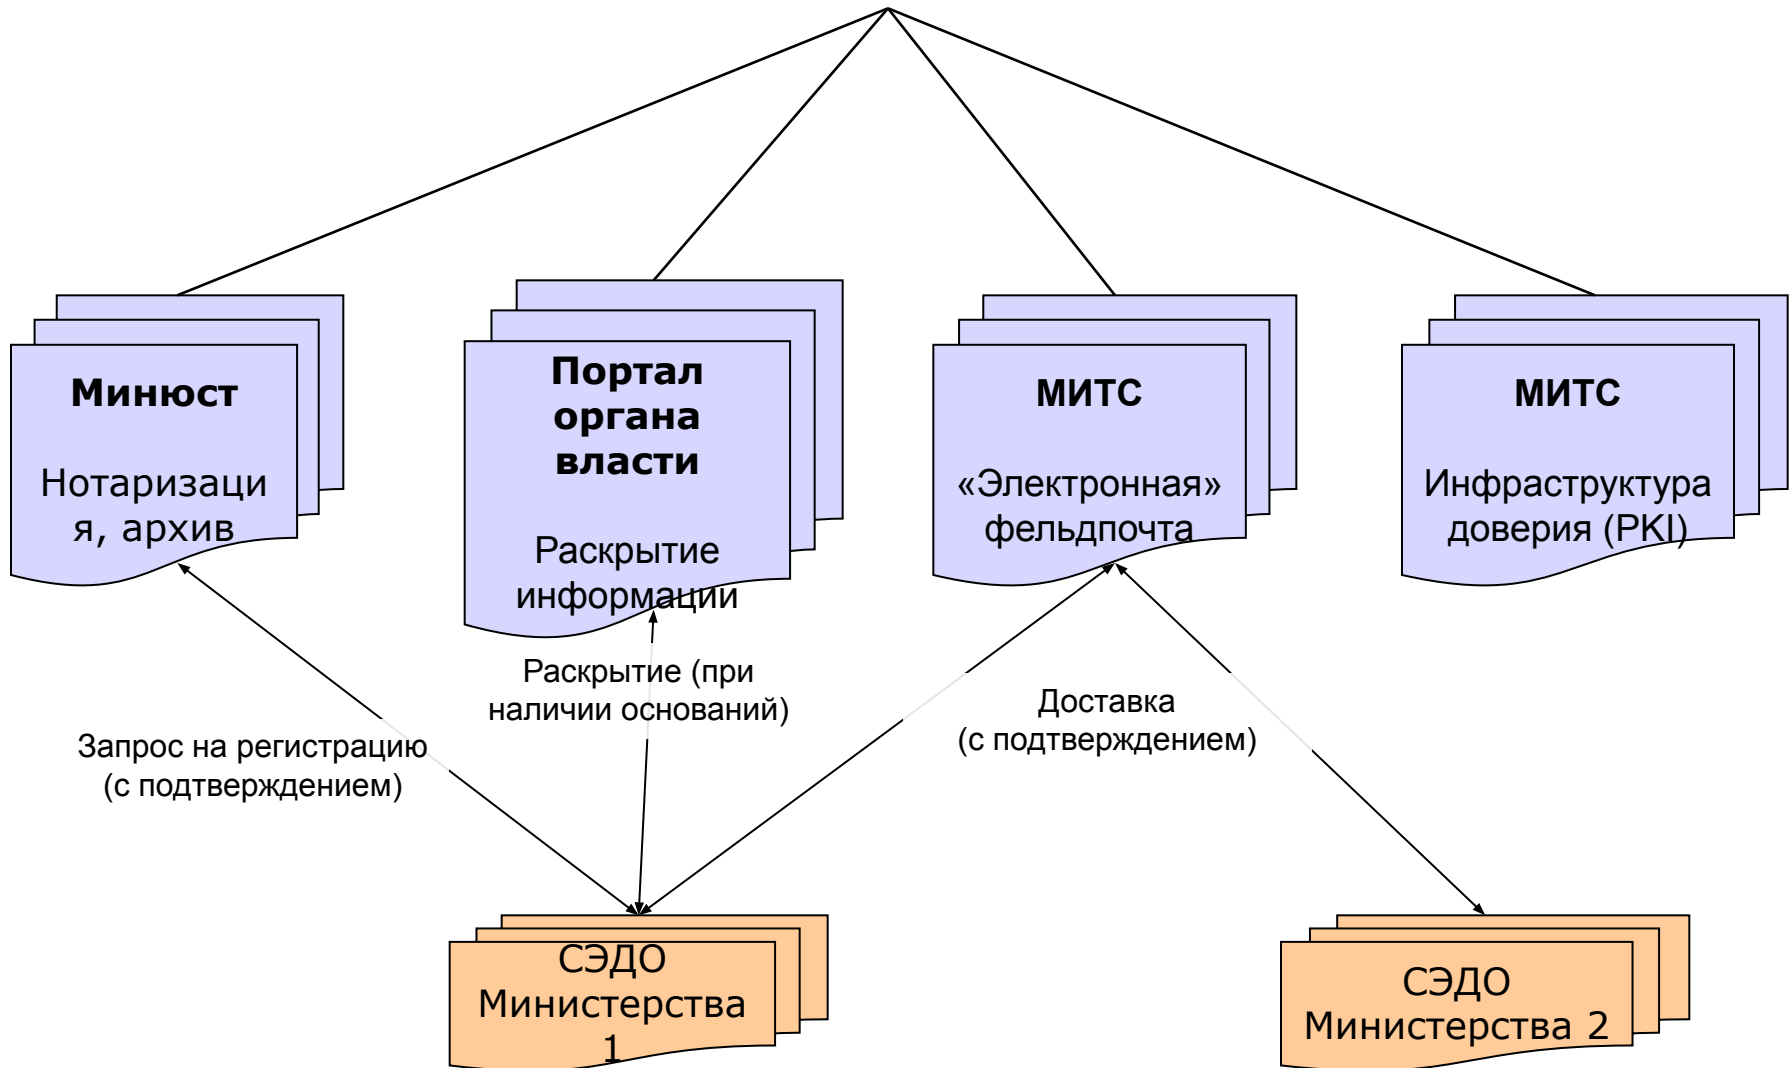 Минюст
Нотаризаци
я, архив
Портал
органа
власти
Раскрытие
информации
МИТС
«Электронная»
фельдпочта
МИТС
Инфраструктура
доверия (PKI)
Раскрытие (при
наличии оснований)
Доставка
(с подтверждением)
Запрос на регистрацию
(с подтверждением)
СЭДО
Министерства
1
СЭДО
Министерства 2